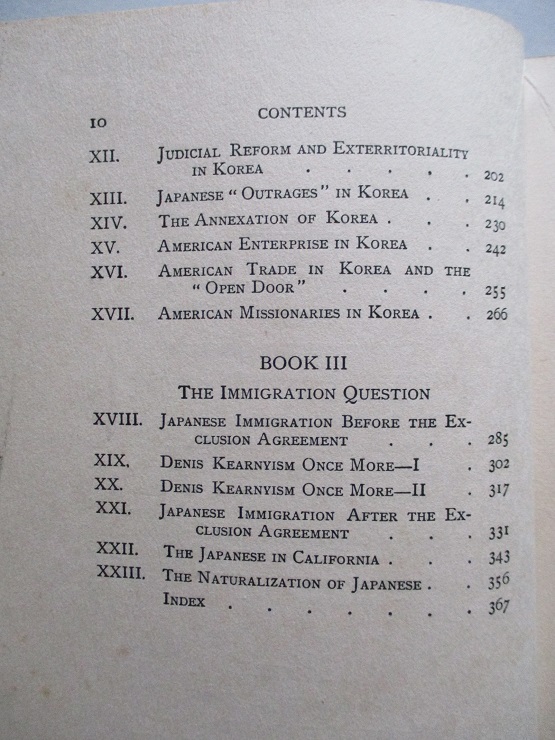 10
CONTENTS
XII. JUDICIAL REFORM AND EXTERRITORIALITY
IN KOREA . . . . . 202
XIII. JAPANESE “ OUTRAGES ” IN KOREA . . . 214
XIV. THE ANNEXATION OF KOREA . . . 230
XV. AMERICAN ENTERPRISE IN KOREA . . 242
XVI. AMERICAN TRADE IN KOREA AND THE
“ OPEN DOOR ” . . . . 255
XVII. AMERICAN MISSIONARIES IN KOREA . . 266
BOOK III
THE IMMIGRATION QUESTION
XVIII. JAPANESE IMMIGRATION BEFORE THE EX-
CLUSION AGREEMENT . . . 285
XIX. DENIS KEARNYISM ONCE MORE—I . 302
XX. DENIS KEARNYISM ONCE MORE—II . 317
XXI. JAPANESE IMMIGRATION AFTER THE EX-
CLUSION AGREEMENT . . . 331
XXII. THE JAPANESE IN CALIFORNIA . . . 343
XXIII. THE NATURALIZATION OF JAPANESE . . 356
INDEX . . . . . . . 367